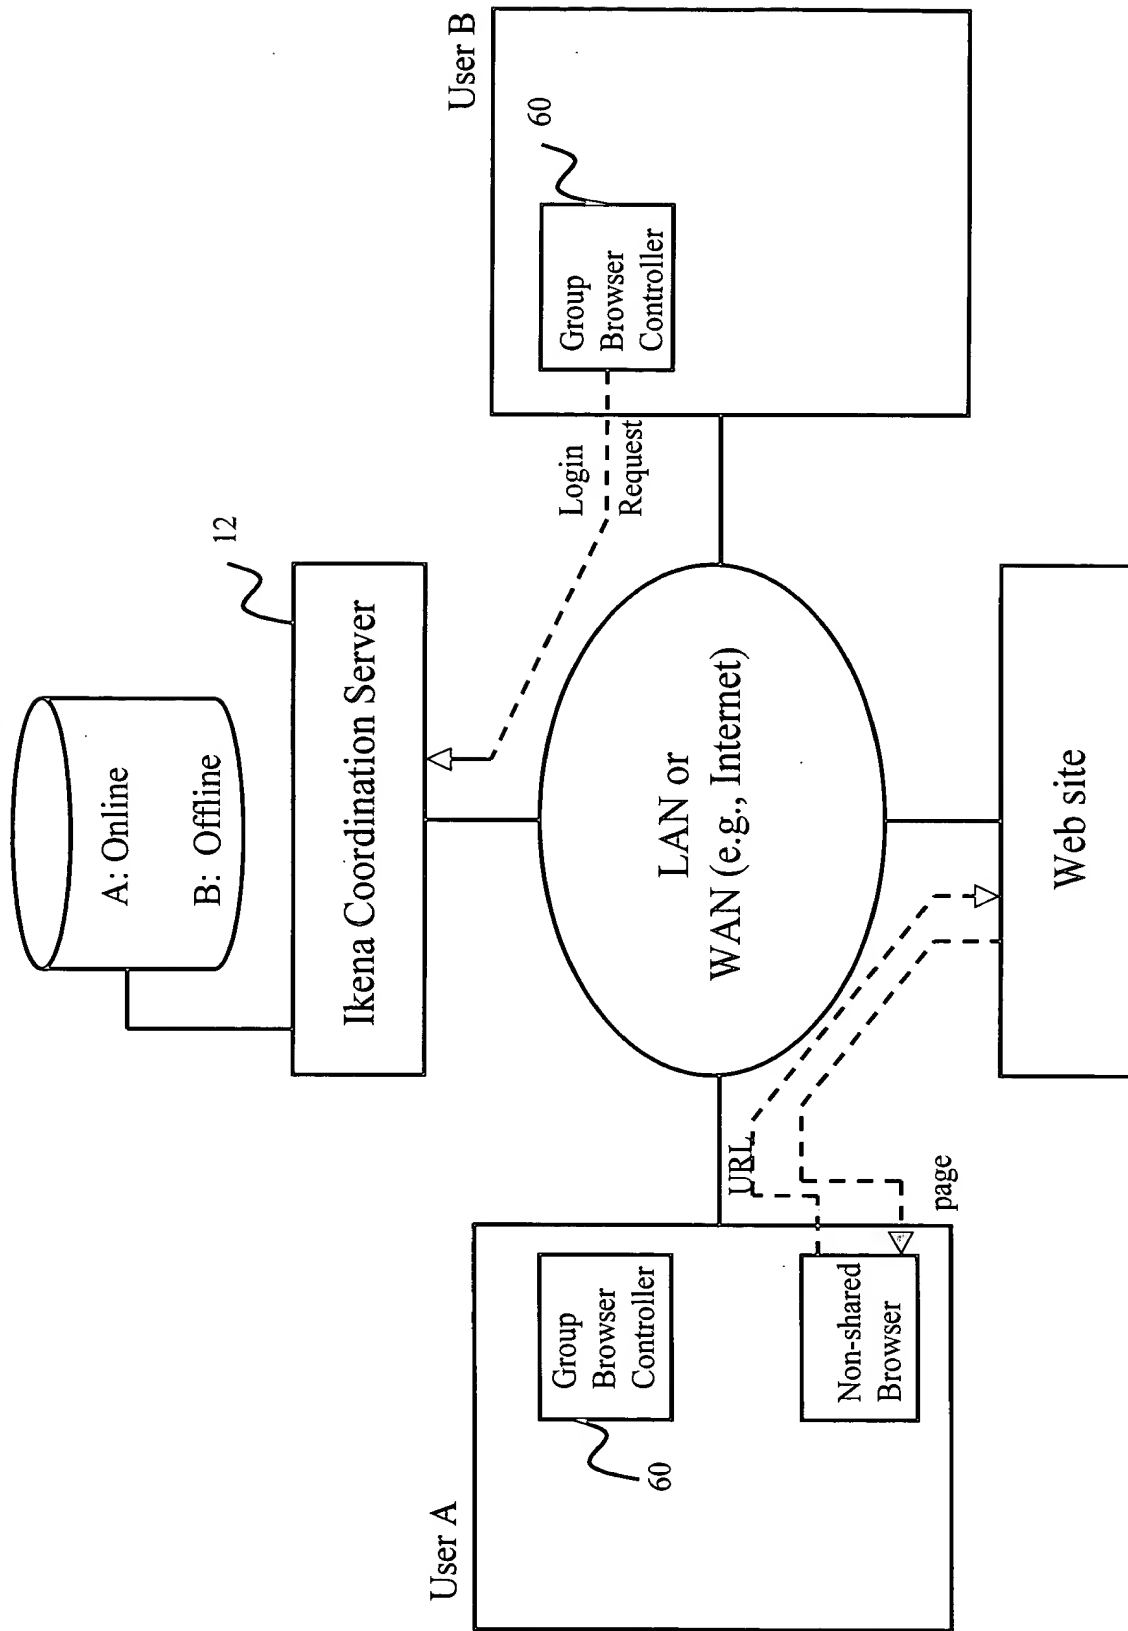 A: Online
B: Offline
12
Ikena Coordination Server
User A
Group
Browser
Controller
60
Non-shared
Browser
URL
page
LAN or
WAN (e.g., Internet)
Login
Request
User B
Group
Browser
Controller
60
Web site